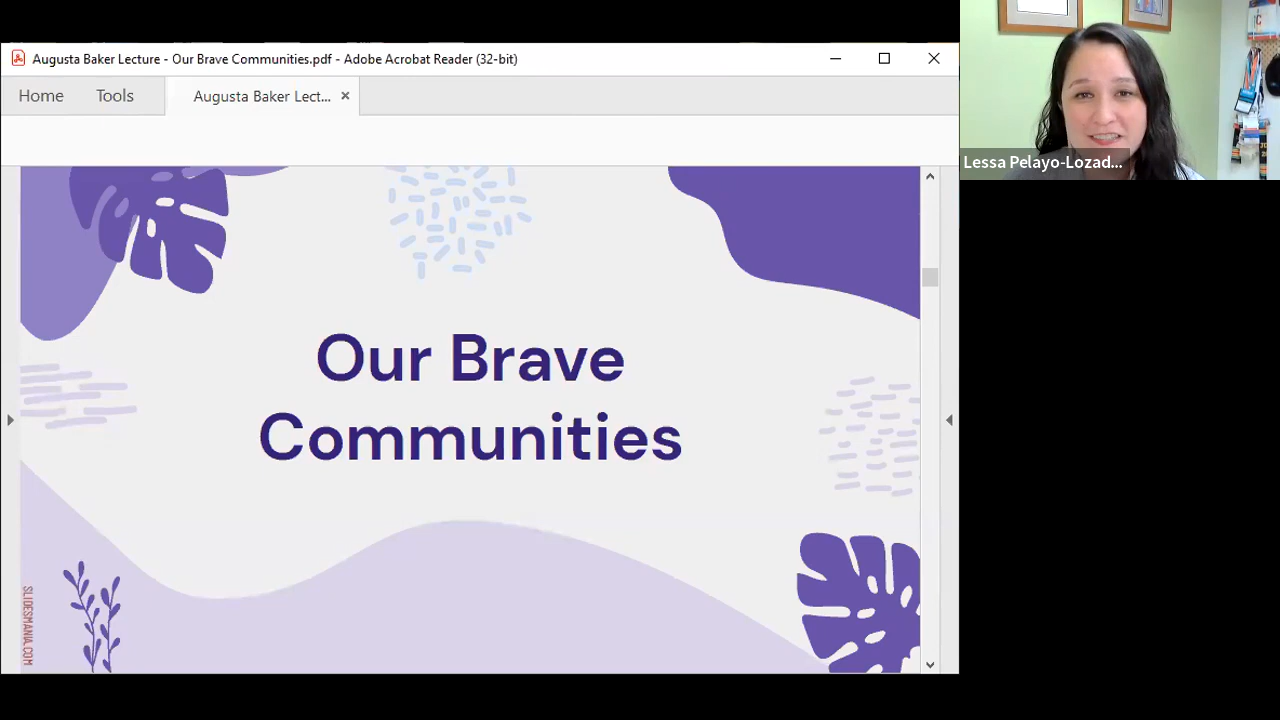 Augusta Baker Lecture - Our Brave Communities.pdf - Adobe Acrobat Reader (32-bit)
Home Tools Augusta Baker Lect...
Lessa Pelayo-Lozad...
Our Brave
Communities
SLIDESMANIA.COM